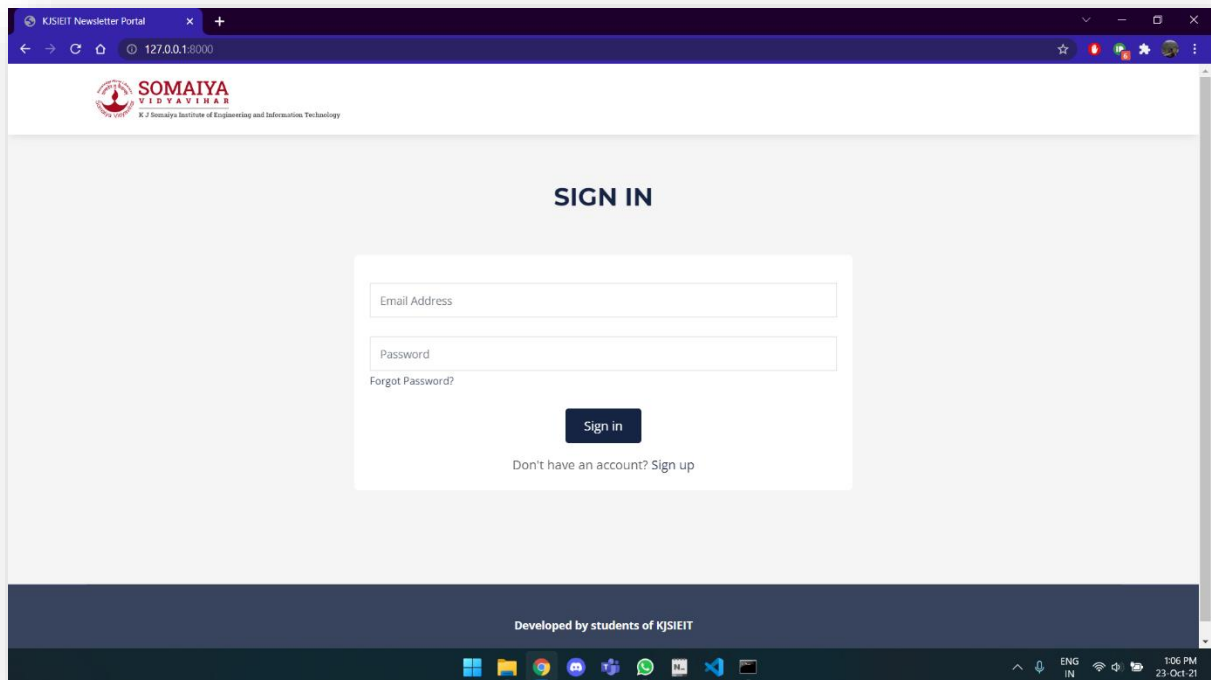 KJSIEIT Newsletter Portal
127.0.0.1:8000
SOMAIYA
VIDYAVIHAR
K J Somaiya Institute of Engineering and Information Technology
SIGN IN
Email Address
Password
Forgot Password?
Sign in
Don't have an account? Sign up
Developed by students of KJSIEIT
ENG
IN
1:06 PM
23-Oct-21